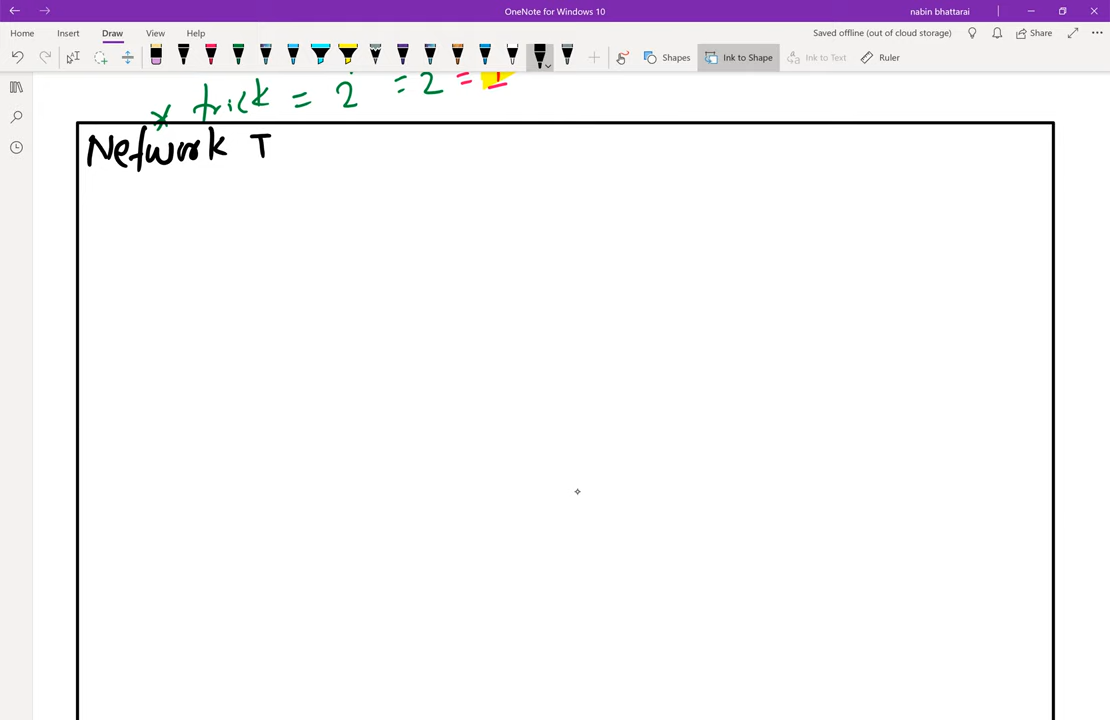 OneNote for Windows 10
nabin bhattarai
Home Insert Draw View Help
Saved offline (out of cloud storage)
Share
Shapes
Ink to Shape
Ink to Text
Ruler
* trick = 2 = 2 =
Network T